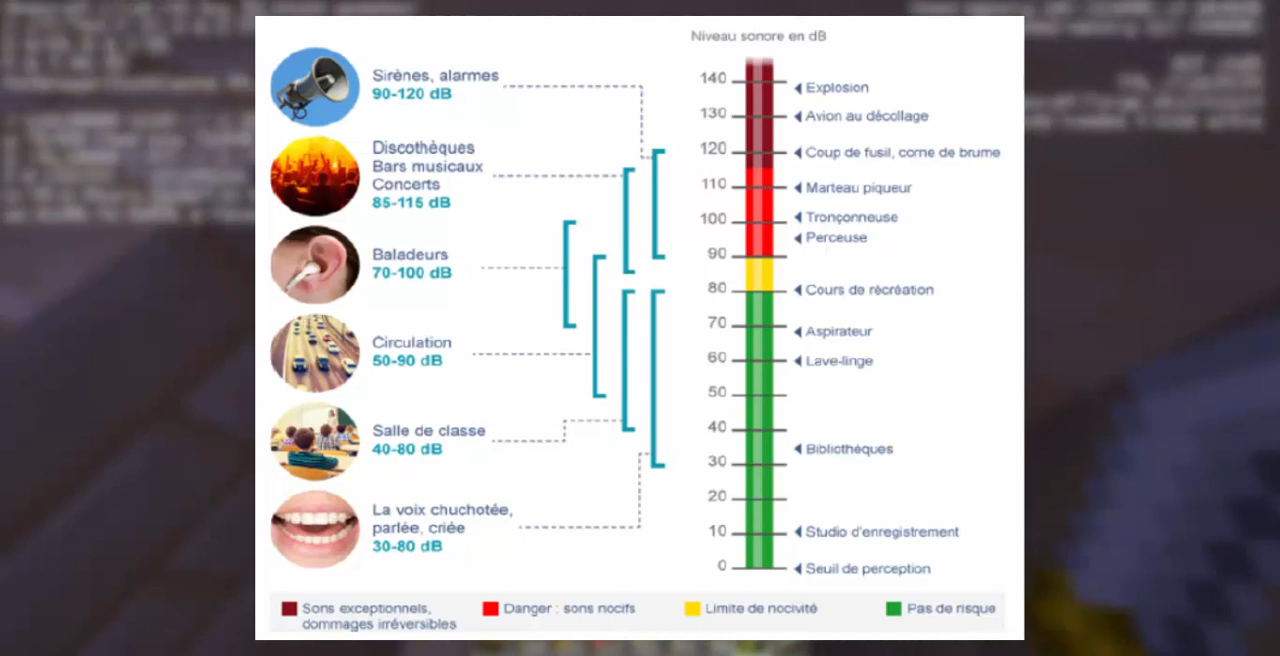 Niveau sonore en dB
Sirènes, alarmes
90-120 dB
Discothèques
Bars musicaux
Concerts
85-115 dB
Baladeurs
70-100 dB
Circulation
50-90 dB
Salle de classe
40-80 dB
La voix chuchotée,
parlée, criée
30-80 dB
140
130
120
110
100
90
80
70
60
50
40
30
20
10
0
Explosion
Avion au décollage
Coup de fusil, corne de brume
Marteau piqueur
Tronçonneuse
Perceuse
Cours de récréation
Aspirateur
Lave-linge
Bibliothèques
Studio d'enregistrement
Seuil de perception
Sons exceptionnels,
dommages irréversibles
Danger : sons nocifs
Limite de nocivité
Pas de risque